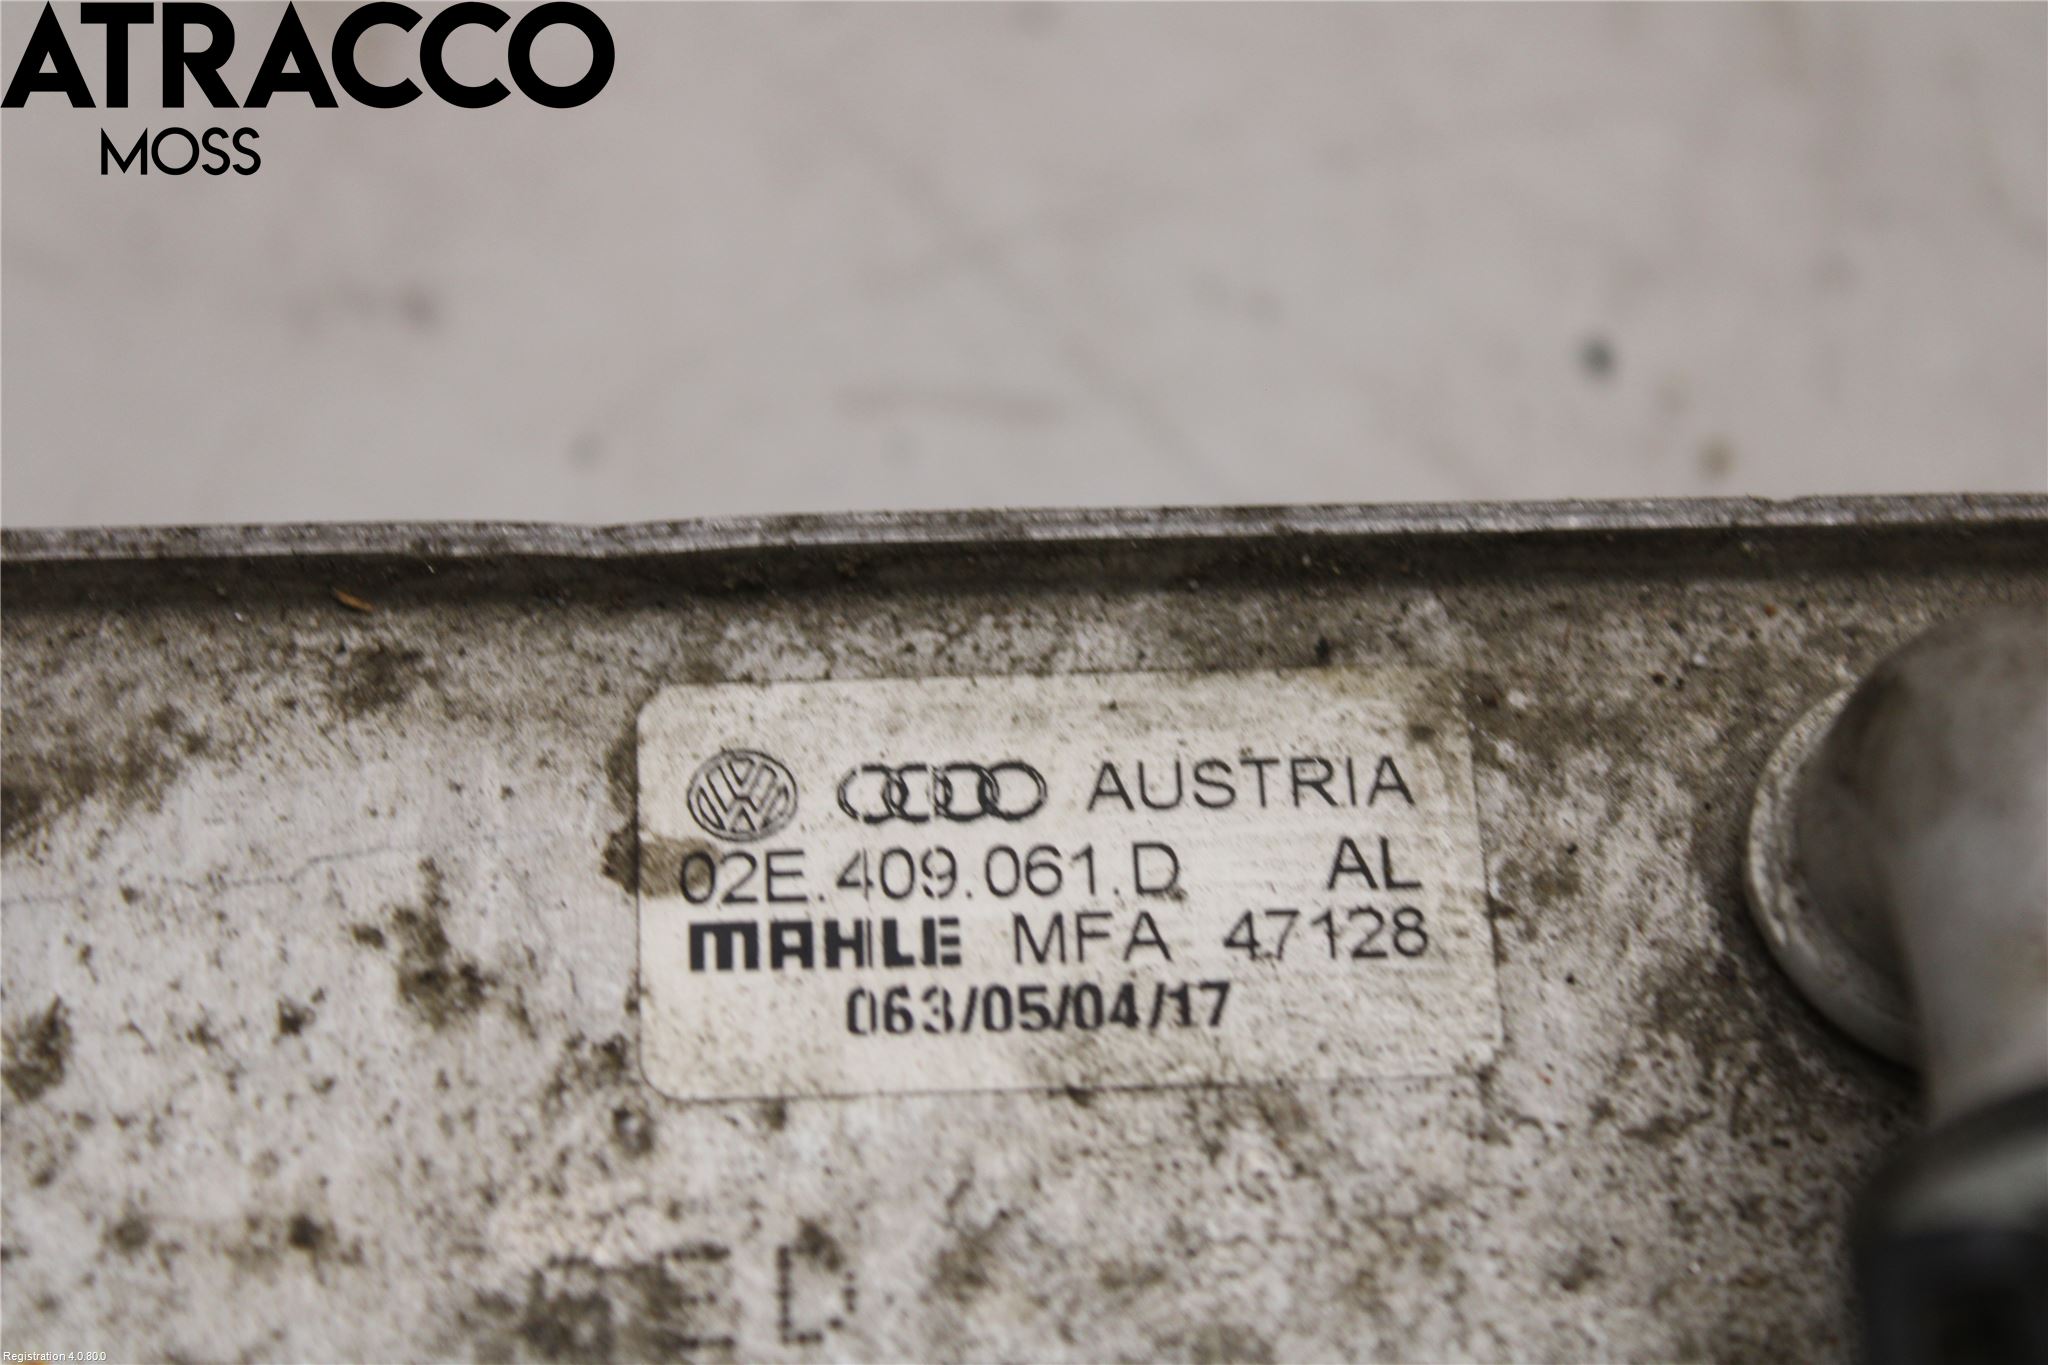 ATRACCO
MOSS
AUSTRIA
02E.409.061.D AL
MAHLE MFA 47128
063/05/04/17
Registration 4.0.80.0